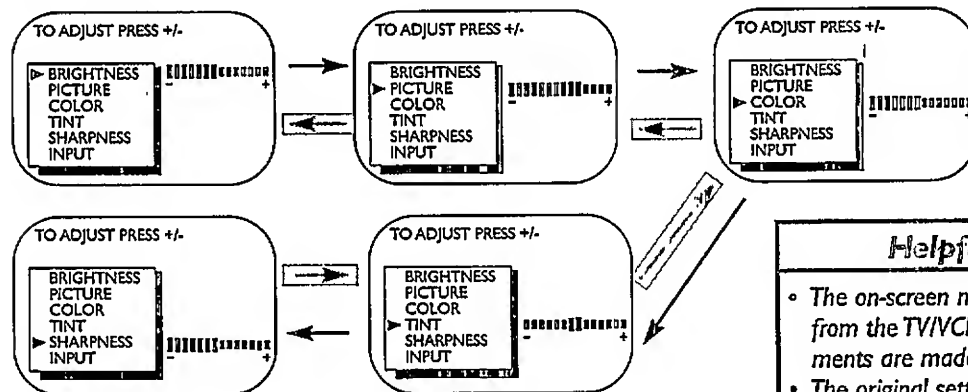 TO ADJUST PRESS +/-
BRIGHTNESS
PICTURE
COLOR
TINT
SHARPNESS
INPUT
- +
TO ADJUST PRESS +/-
BRIGHTNESS
PICTURE
COLOR
TINT
SHARPNESS
INPUT
- +
TO ADJUST PRESS +/-
BRIGHTNESS
PICTURE
COLOR
TINT
SHARPNESS
INPUT
- +
TO ADJUST PRESS +/-
BRIGHTNESS
PICTURE
COLOR
TINT
SHARPNESS
INPUT
- +
TO ADJUST PRESS +/-
BRIGHTNESS
PICTURE
COLOR
TINT
SHARPNESS
INPUT
- +
Helpf
• The on-screen
from the TV/VC
ments are mad
• The original sett